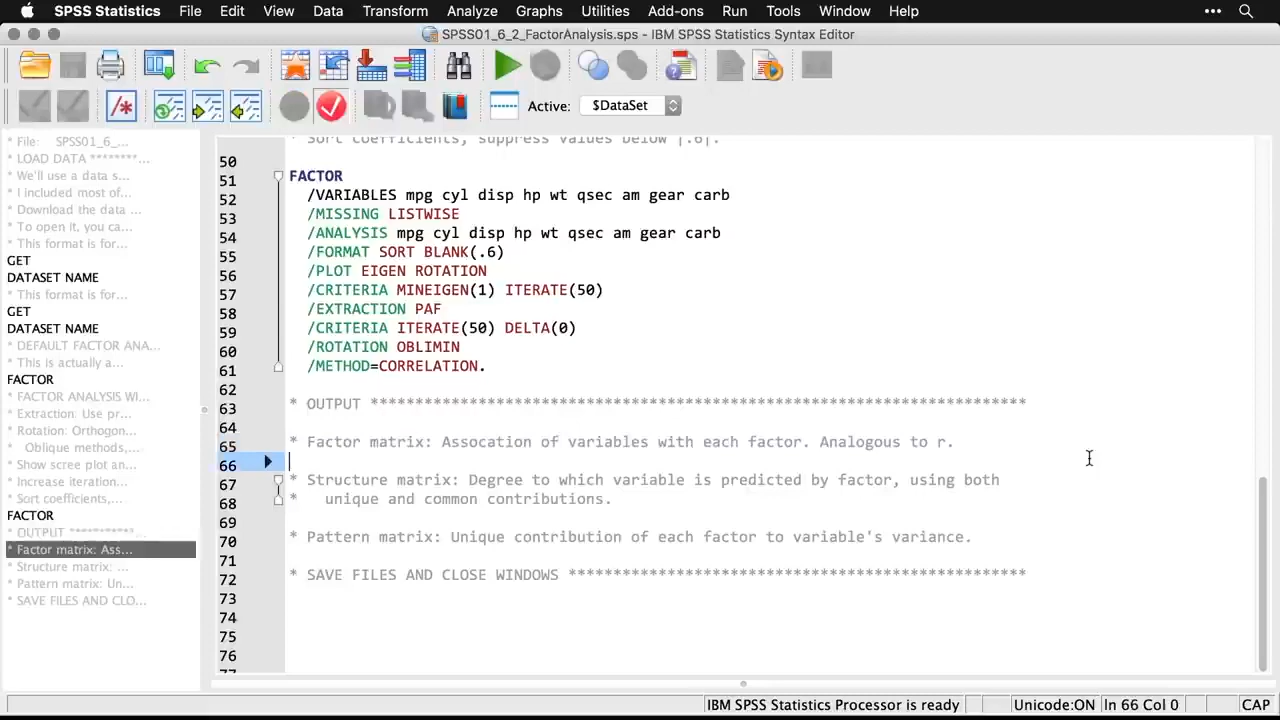 SPSS Statistics File Edit View Data Transform Analyze Graphs Utilities Add-ons Run Tools Window Help
SPSS01_6_2_FactorAnalysis.sps - IBM SPSS Statistics Syntax Editor
Active: $DataSet
File: SPSS01_6_...
* LOAD DATA ********...
* We'll use a data s...
* I included most of...
* Download the data ...
* To open it, you ca...
* This format is for...
GET
DATASET NAME
* This format is for...
GET
DATASET NAME
* DEFAULT FACTOR ANA...
* This is actually a...
FACTOR
* FACTOR ANALYSIS WI...
* Extraction: Use pr...
* Rotation: Orthogon...
Oblique methods,...
* Show scree plot an...
* Increase iteration...
* Sort coefficients,...
FACTOR
* OUTPUT **********...
* Factor matrix: Ass...
* Structure matrix: ...
* Pattern matrix: Un...
* SAVE FILES AND CLO...
* Sort coefficients, suppress values below |.6|.
50
51 FACTOR
52 /VARIABLES mpg cyl disp hp wt qsec am gear carb
53 /MISSING LISTWISE
54 /ANALYSIS mpg cyl disp hp wt qsec am gear carb
55 /FORMAT SORT BLANK(.6)
56 /PLOT EIGEN ROTATION
57 /CRITERIA MINEIGEN(1) ITERATE(50)
58 /EXTRACTION PAF
59 /CRITERIA ITERATE(50) DELTA(0)
60 /ROTATION OBLIMIN
61 /METHOD=CORRELATION.
62
63 * OUTPUT *************************************************************************
64
65 * Factor matrix: Assocation of variables with each factor. Analogous to r.
66
67 * Structure matrix: Degree to which variable is predicted by factor, using both
68 * unique and common contributions.
69
70 * Pattern matrix: Unique contribution of each factor to variable's variance.
71
72 * SAVE FILES AND CLOSE WINDOWS ***************************************************
73
74
75
76
IBM SPSS Statistics Processor is ready Unicode:ON In 66 Col 0 CAP